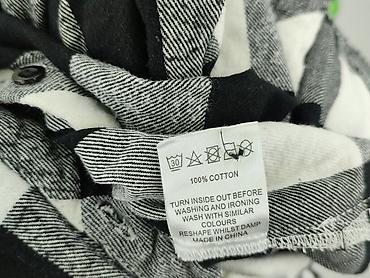 30
100% COTTON
TURN INSIDE OUT BEFORE
WASHING AND IRONING
WASH WITH SIMILAR
COLOURS
RESHAPE WHILST DAMP
MADE IN CHINA